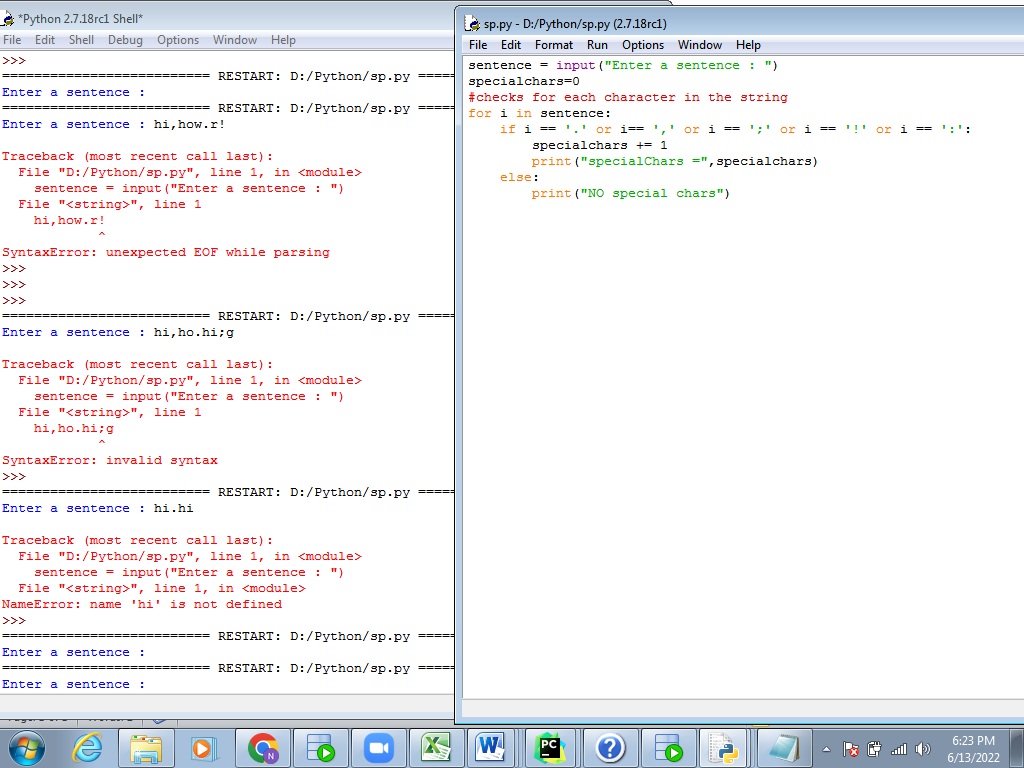 *Python 2.7.18rc1 Shell*
File Edit Shell Debug Options Window Help
>>>
========================== RESTART: D:/Python/sp.py =====
Enter a sentence :
========================== RESTART: D:/Python/sp.py =====
Enter a sentence : hi,how.r!
Traceback (most recent call last):
  File "D:/Python/sp.py", line 1, in <module>
    sentence = input("Enter a sentence : ")
  File "<string>", line 1
    hi,how.r!
            ^
SyntaxError: unexpected EOF while parsing
>>>
>>>
>>>
========================== RESTART: D:/Python/sp.py =====
Enter a sentence : hi,ho.hi;g
Traceback (most recent call last):
  File "D:/Python/sp.py", line 1, in <module>
    sentence = input("Enter a sentence : ")
  File "<string>", line 1
    hi,ho.hi;g
            ^
SyntaxError: invalid syntax
>>>
========================== RESTART: D:/Python/sp.py =====
Enter a sentence : hi.hi
Traceback (most recent call last):
  File "D:/Python/sp.py", line 1, in <module>
    sentence = input("Enter a sentence : ")
  File "<string>", line 1, in <module>
NameError: name 'hi' is not defined
>>>
========================== RESTART: D:/Python/sp.py =====
Enter a sentence :
========================== RESTART: D:/Python/sp.py =====
Enter a sentence :
sp.py - D:/Python/sp.py (2.7.18rc1)
File Edit Format Run Options Window Help
sentence = input("Enter a sentence : ")
specialchars=0
#checks for each character in the string
for i in sentence:
    if i == '.' or i== ',' or i == ';' or i == '!' or i == ':':
        specialchars += 1
        print("specialChars =",specialchars)
    else:
        print("NO special chars")
N
PC
W
?
6:23 PM
6/13/2022